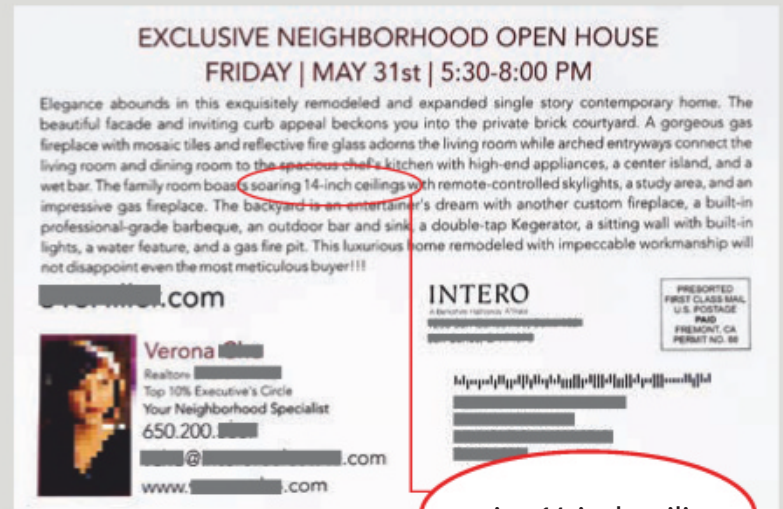 EXCLUSIVE NEIGHBORHOOD OPEN HOUSE
FRIDAY | MAY 31st | 5:30-8:00 PM
Elegance abounds in this exquisitely remodeled and expanded single story contemporary home. The
beautiful facade and inviting curb appeal beckons you into the private brick courtyard. A gorgeous gas
fireplace with mosaic tiles and reflective fire glass adorns the living room while arched entryways connect the
living room and dining room to the spacious chef's kitchen with high-end appliances, a center island, and a
wet bar. The family room boasts soaring 14-inch ceilings with remote-controlled skylights, a study area, and an
impressive gas fireplace. The backyard is an entertainer's dream with another custom fireplace, a built-in
professional-grade barbeque, an outdoor bar and sink, a double-tap Kegerator, a sitting wall with built-in
lights, a water feature, and a gas fire pit. This luxurious home remodeled with impeccable workmanship will
not disappoint even the most meticulous buyer!!!
.com
INTERO
A Berkshire Hathaway Affiliate
PRESORTED
FIRST CLASS MAIL
U.S. POSTAGE
PAID
FREMONT, CA
PERMIT NO. 88
Verona
Realtor
Top 10% Executive's Circle
Your Neighborhood Specialist
650.200.
@ .com
www. .com